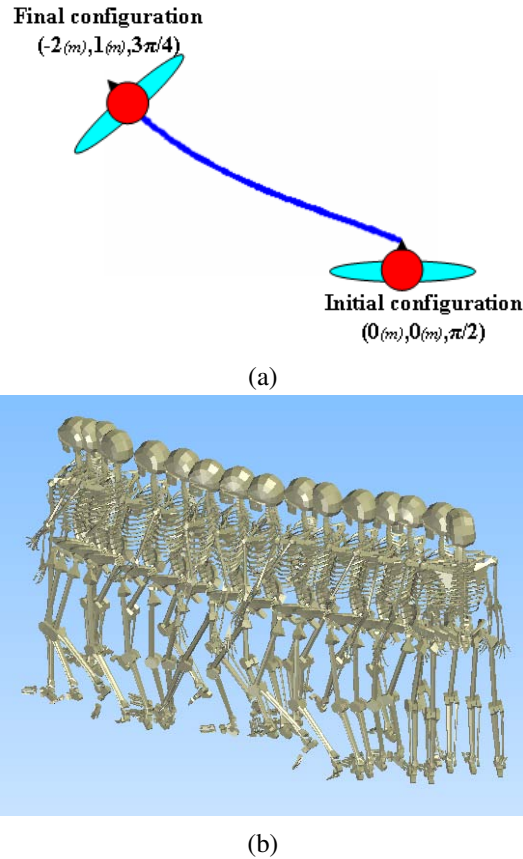 Final configuration
(-2(m),1(m),3π/4)
Initial configuration
(0(m),0(m),π/2)
(a)
(b)